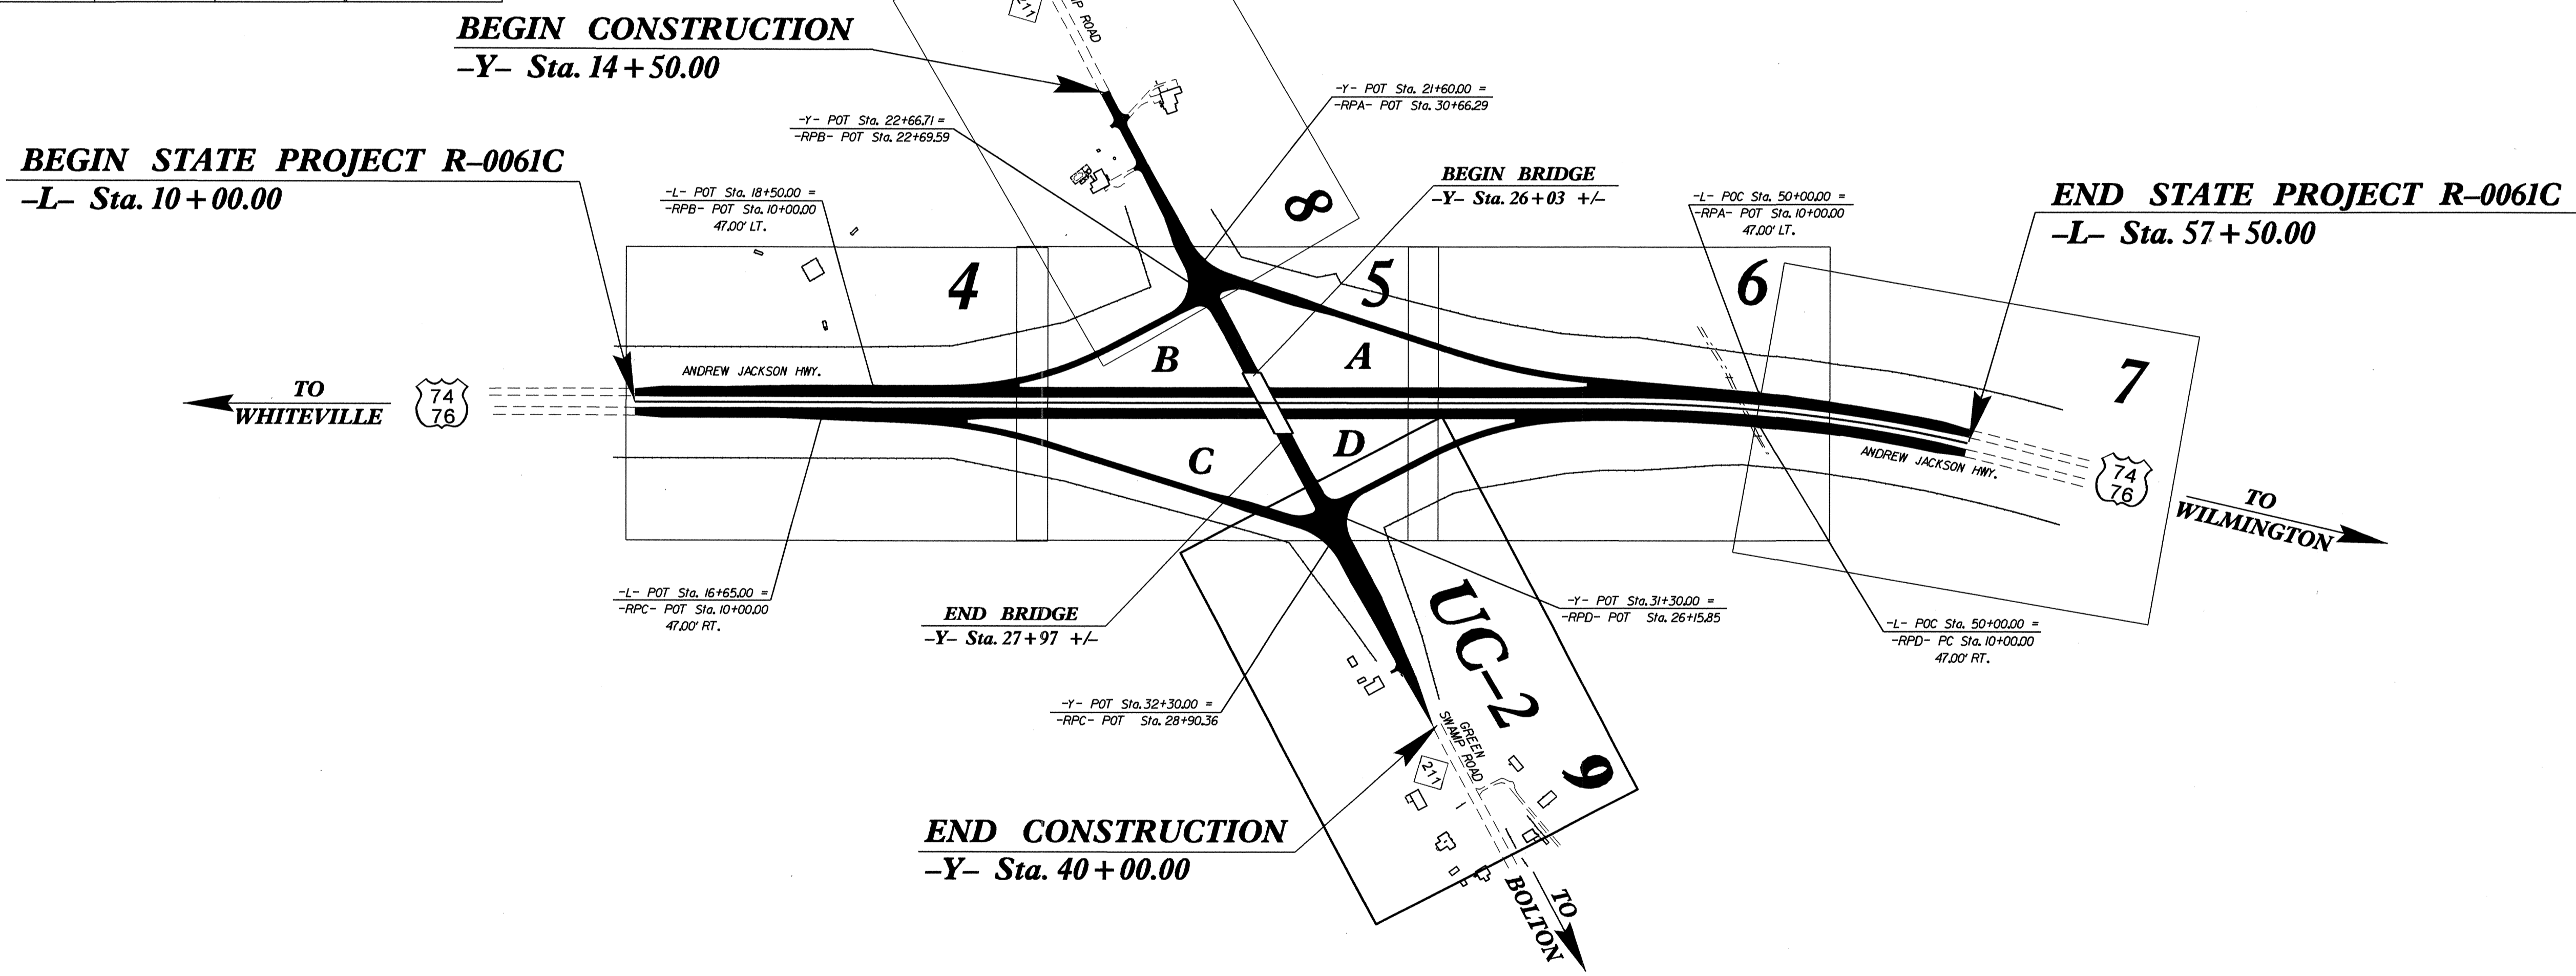 BEGIN CONSTRUCTION
–Y– Sta. 14+50.00
211
P ROAD
-Y- POT Sta. 21+60.00 =
-RPA- POT Sta. 30+66.29
-Y- POT Sta. 22+66.71 =
-RPB- POT Sta. 22+69.59
BEGIN STATE PROJECT R–0061C
–L– Sta. 10+00.00
-L- POT Sta. 18+50.00 =
-RPB- POT Sta. 10+00.00
47.00' LT.
BEGIN BRIDGE
–Y– Sta. 26+03 +/–
-L- POC Sta. 50+00.00 =
-RPA- POT Sta. 10+00.00
47.00' LT.
END STATE PROJECT R–0061C
–L– Sta. 57+50.00
8
4
5
6
7
B
A
ANDREW JACKSON HWY.
TO
WHITEVILLE
74
76
C
D
ANDREW JACKSON HWY.
74
76
TO
WILMINGTON
-L- POT Sta. 16+65.00 =
-RPC- POT Sta. 10+00.00
47.00' RT.
END BRIDGE
–Y– Sta. 27+97 +/–
-Y- POT Sta. 31+30.00 =
-RPD- POT Sta. 26+15.85
-L- POC Sta. 50+00.00 =
-RPD- PC Sta. 10+00.00
47.00' RT.
UC–2
-Y- POT Sta. 32+30.00 =
-RPC- POT Sta. 28+90.36
GREEN
SWAMP ROAD
211
9
END CONSTRUCTION
–Y– Sta. 40+00.00
TO
BOLTON